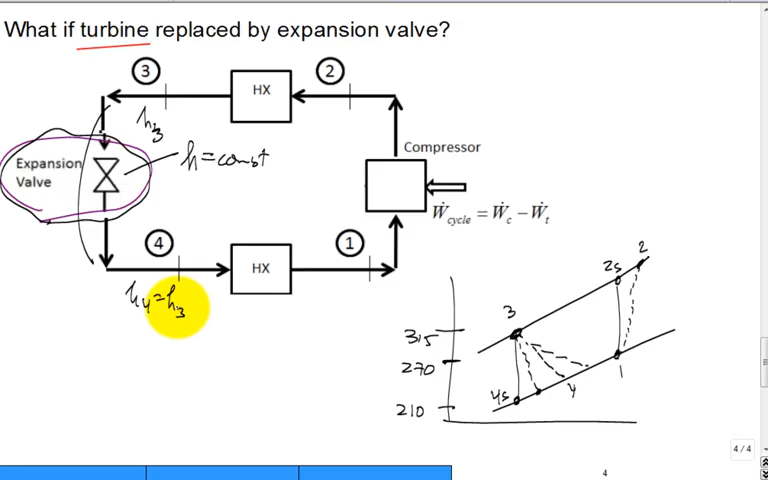 What if turbine replaced by expansion valve?
3
2
HX
h3
Compressor
Expansion
Valve
h = const
Ẇcycle = Ẇc − Ẇt
4
1
HX
h4 = h3
2
2s
3
315
270
210
4s
4
1
4/4
4